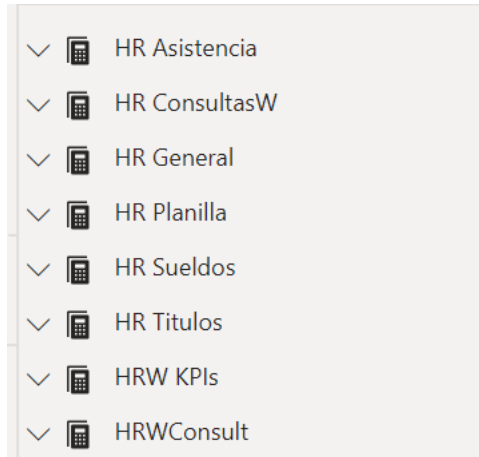 HR Asistencia
HR ConsultasW
HR General
HR Planilla
HR Sueldos
HR Titulos
HRW KPIs
HRWConsult